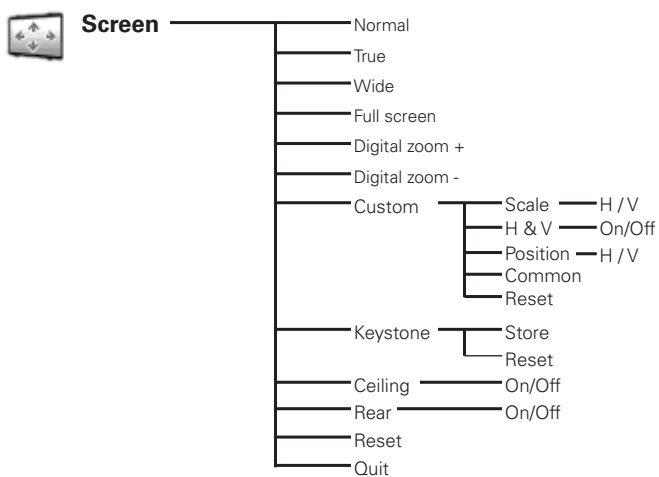 Screen
Normal
True
Wide
Full screen
Digital zoom +
Digital zoom -
Custom
Scale H / V
H & V On/Off
Position H / V
Common
Reset
Keystone Store
Reset
Ceiling On/Off
Rear On/Off
Reset
Quit